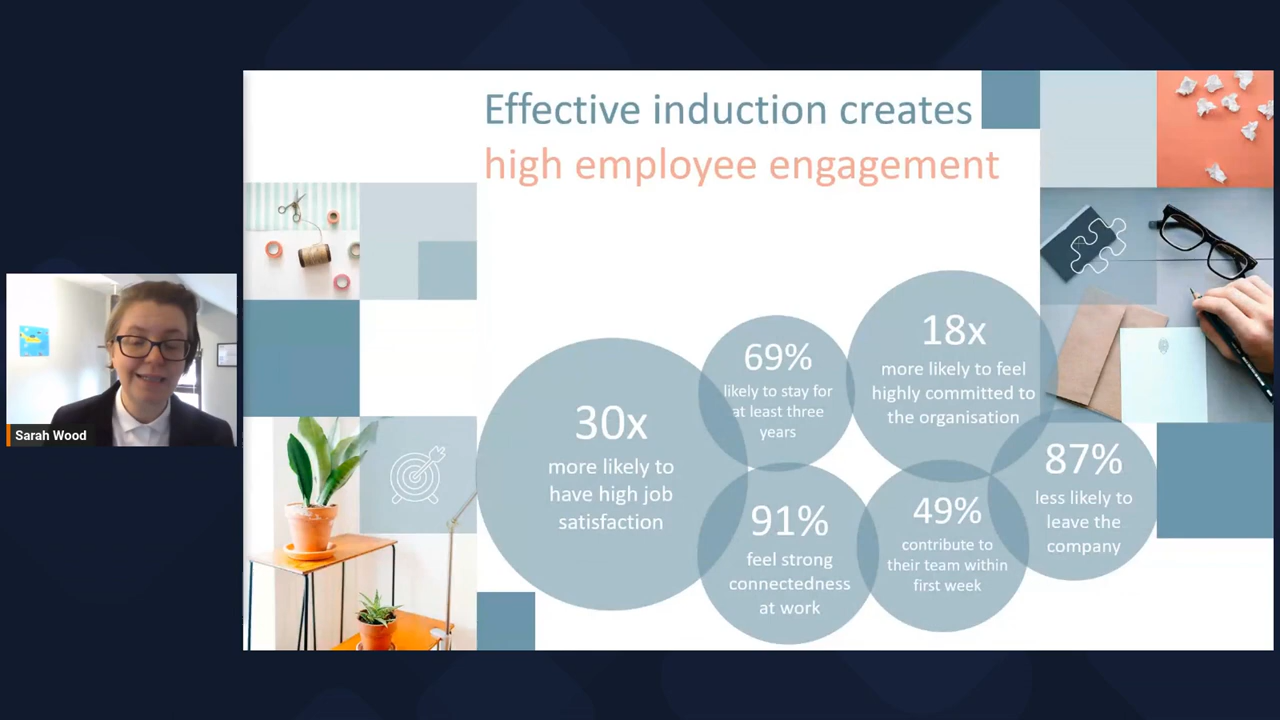 Effective induction creates
high employee engagement
30x
more likely to
have high job
satisfaction
69%
likely to stay for
at least three
years
18x
more likely to feel
highly committed to
the organisation
91%
feel strong
connectedness
at work
49%
contribute to
their team within
first week
87%
less likely to
leave the
company
Sarah Wood